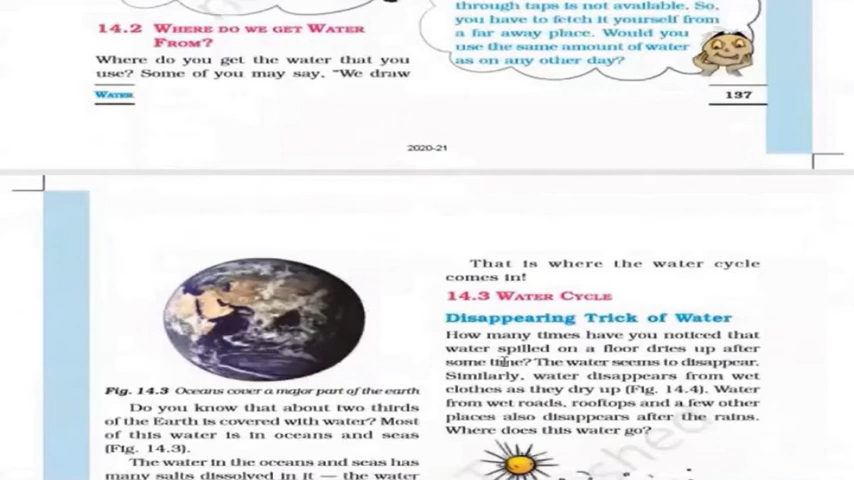 14.2 WHERE DO WE GET WATER
FROM?
Where do you get the water that you
use? Some of you may say, "We draw
through taps is not available. So,
you have to fetch it yourself from
a far away place. Would you
use the same amount of water
as on any other day?
WATER
137
2020-21
Fig. 14.3 Oceans cover a major part of the earth
Do you know that about two thirds
of the Earth is covered with water? Most
of this water is in oceans and seas
(Fig. 14.3).
The water in the oceans and seas has
many salts dissolved in it — the water
That is where the water cycle
comes in!
14.3 WATER CYCLE
Disappearing Trick of Water
How many times have you noticed that
water spilled on a floor dries up after
some time? The water seems to disappear.
Similarly, water disappears from wet
clothes as they dry up (Fig. 14.4). Water
from wet roads, rooftops and a few other
places also disappears after the rains.
Where does this water go?